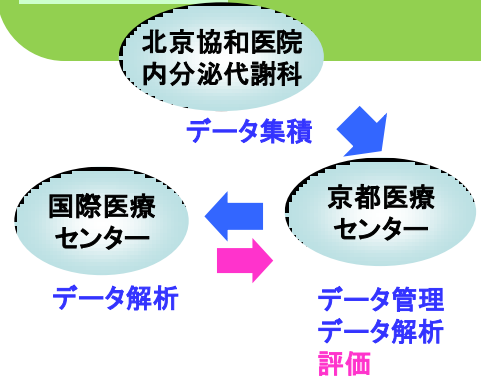 北京協和医院
内分泌代謝科
データ集積
国際医療
センター
京都医療
センター
データ解析
データ管理
データ解析
評価